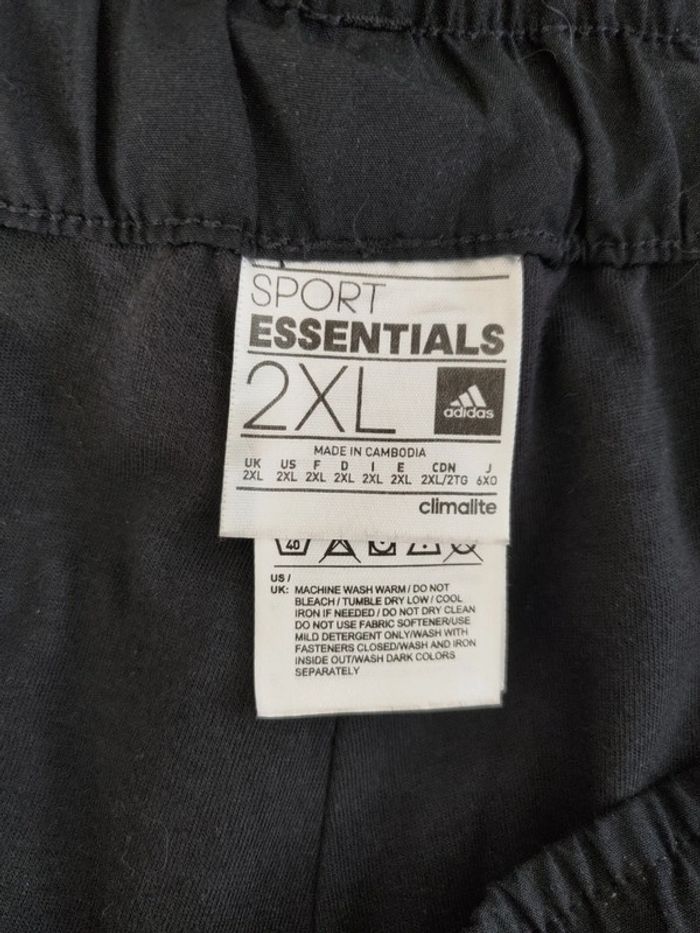 SPORT
ESSENTIALS
2XL
adidas
MADE IN CAMBODIA
UK US F D I E CDN J
2XL 2XL 2XL 2XL 2XL 2XL 2XL/2TG 6XO
climalite
40
US /
UK: MACHINE WASH WARM / DO NOT
BLEACH / TUMBLE DRY LOW / COOL
IRON IF NEEDED / DO NOT DRY CLEAN
DO NOT USE FABRIC SOFTENER/USE
MILD DETERGENT ONLY/WASH WITH
FASTENERS CLOSED/WASH AND IRON
INSIDE OUT/WASH DARK COLORS
SEPARATELY